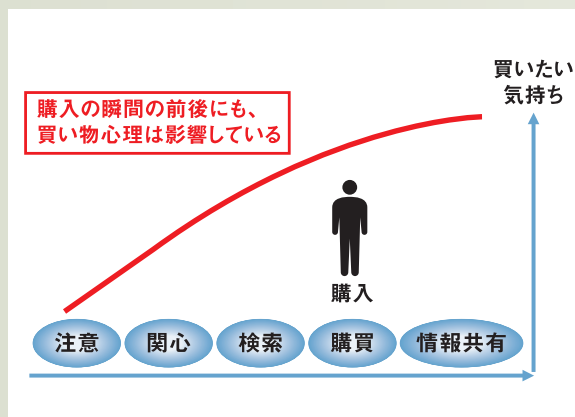 買いたい
気持ち
購入の瞬間の前後にも、
買い物心理は影響している
購入
注意
関心
検索
購買
情報共有